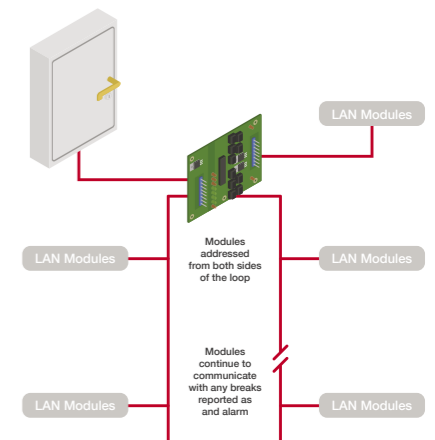 LAN Modules
Modules
addressed
from both sides
of the loop
LAN Modules
LAN Modules
Modules
continue to
communicate
with any breaks
reported as
and alarm
LAN Modules
LAN Modules